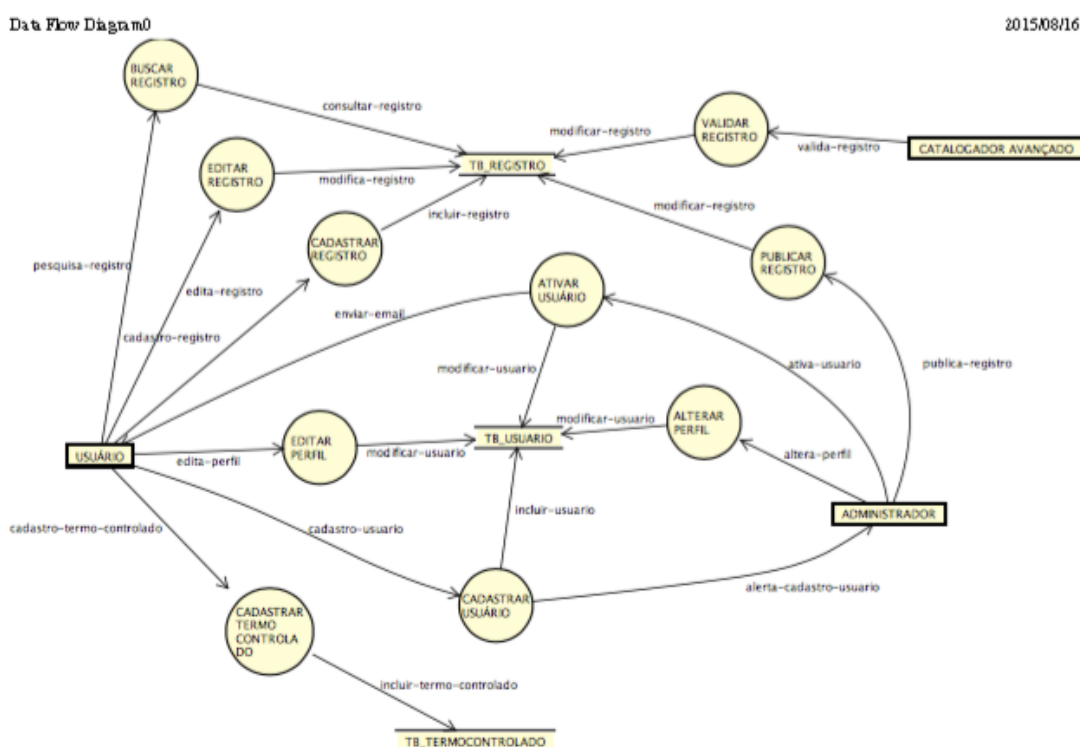 Data Flow Diagram0
2015/08/16
BUSCAR
REGISTRO
consultar-registro
VALIDAR
REGISTRO
modificar-registro
valida-registro
CATALOGADOR AVANÇADO
EDITAR
REGISTRO
modifica-registro
TB_REGISTRO
incluir-registro
modificar-registro
CADASTRAR
REGISTRO
PUBLICAR
REGISTRO
pesquisa-registro
edita-registro
ATIVAR
USUÁRIO
enviar-email
cadastro-registro
modificar-usuario
ativa-usuario
publica-registro
EDITAR
PERFIL
modificar-usuario
TB_USUARIO
modificar-usuario
ALTERAR
PERFIL
USUÁRIO
edita-perfil
altera-perfil
ADMINISTRADOR
cadastro-termo-controlado
cadastro-usuario
incluir-usuario
CADASTRAR
USUÁRIO
alerta-cadastro-usuario
CADASTRAR
TERMO
CONTROLA
DO
incluir-termo-controlado
TB_TERMOCONTROLADO